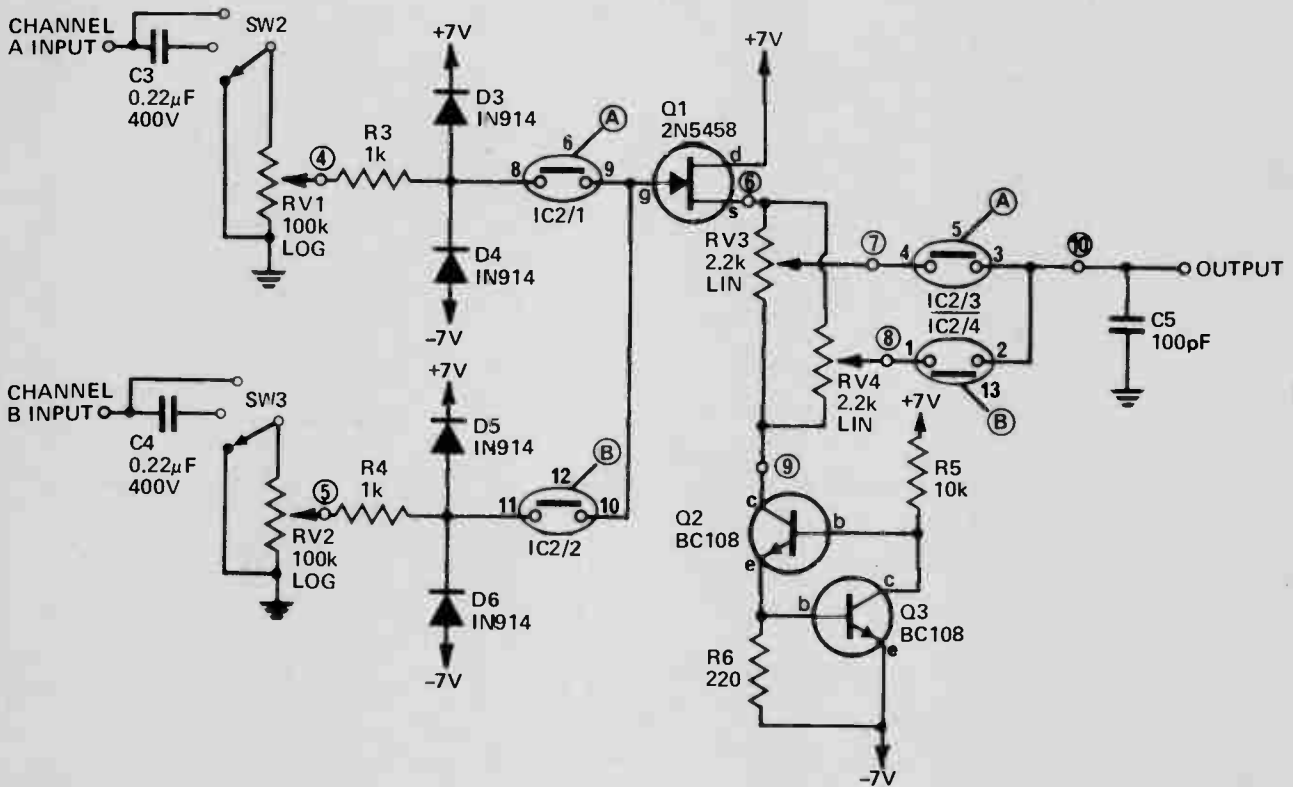 CHANNEL
A INPUT
C3
0.22μF
400V
SW2
RV1
100k
LOG
4
R3
1k
+7V
D3
IN914
D4
IN914
-7V
A
6
8
9
IC2/1
Q1
2N5458
g
d
s
+7V
6
RV3
2.2k
LIN
7
A
5
4
3
IC2/3
IC2/4
10
OUTPUT
C5
100pF
8
1
2
13
B
RV4
2.2k
LIN
CHANNEL
B INPUT
C4
0.22μF
400V
SW3
RV2
100k
LOG
5
R4
1k
+7V
D5
IN914
D6
IN914
-7V
B
12
11
10
IC2/2
9
+7V
R5
10k
Q2
BC108
c
b
e
Q3
BC108
c
b
e
R6
220
-7V